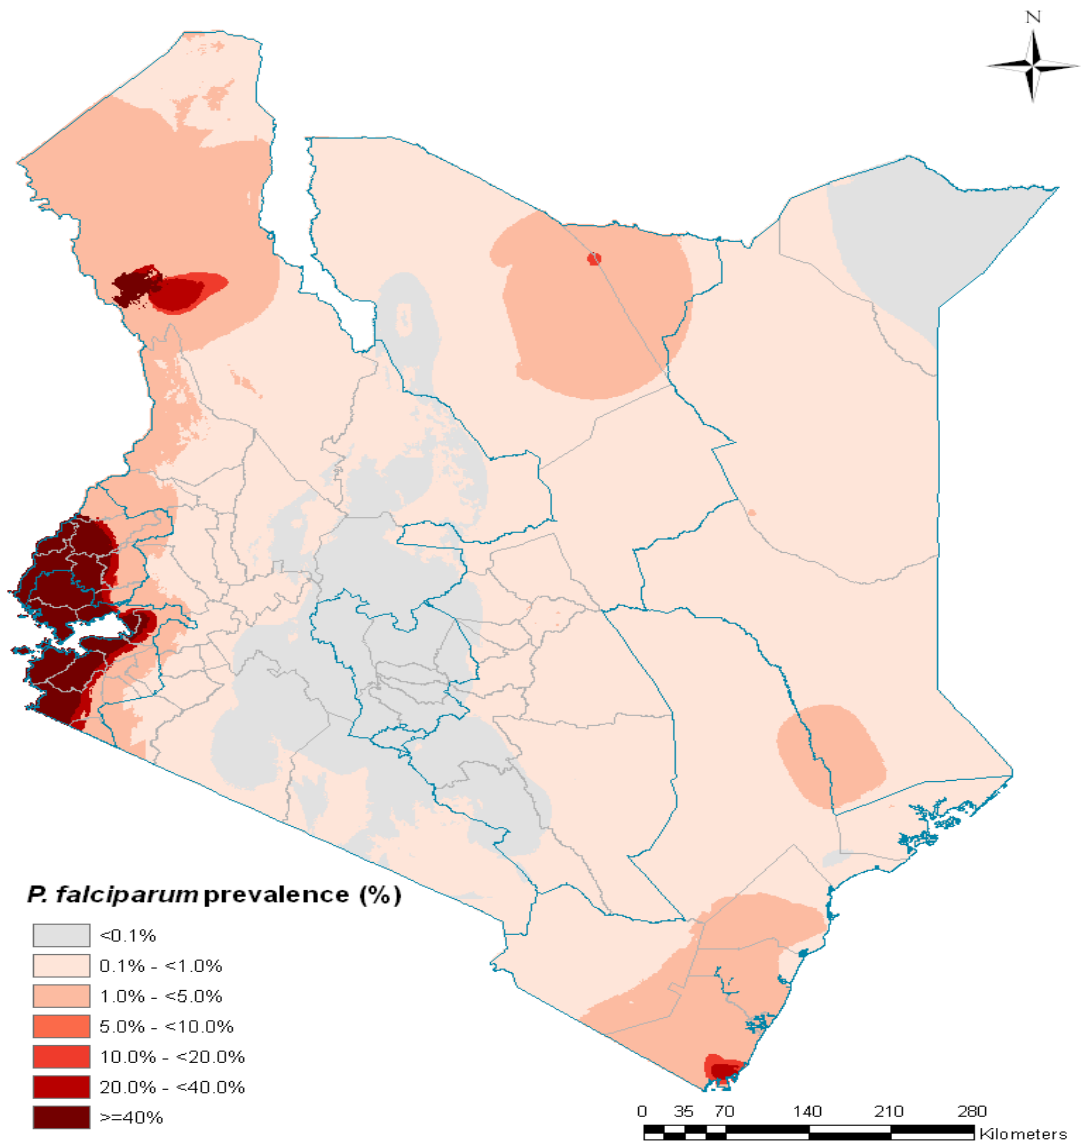 N
P. falciparum prevalence (%)
<0.1%
0.1% - <1.0%
1.0% - <5.0%
5.0% - <10.0%
10.0% - <20.0%
20.0% - <40.0%
>=40%
0 35 70 140 210 280
Kilometers